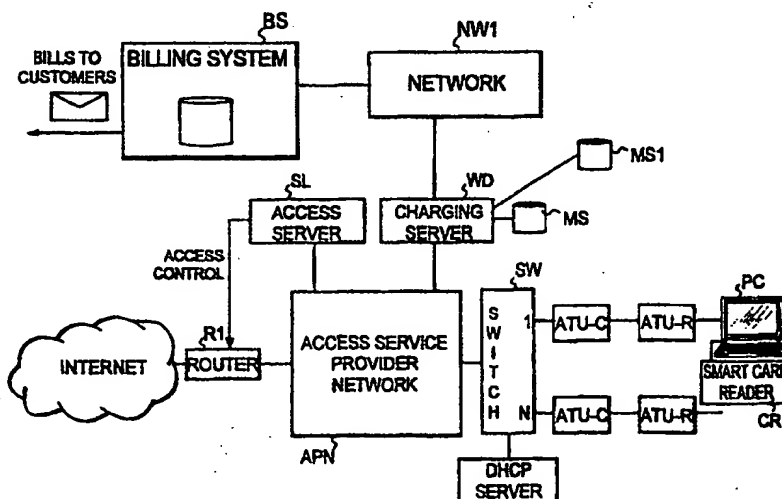 BS
BILLS TO
CUSTOMERS
BILLING SYSTEM
NW1
NETWORK
MS1
SL
WD
ACCESS
SERVER
CHARGING
SERVER
MS
ACCESS
CONTROL
SW
PC
R1
INTERNET
ROUTER
ACCESS SERVICE
PROVIDER
NETWORK
SWITCH
1
ATU-C
ATU-R
SMART CARD
READER
N
ATU-C
ATU-R
CR
APN
DHCP
SERVER